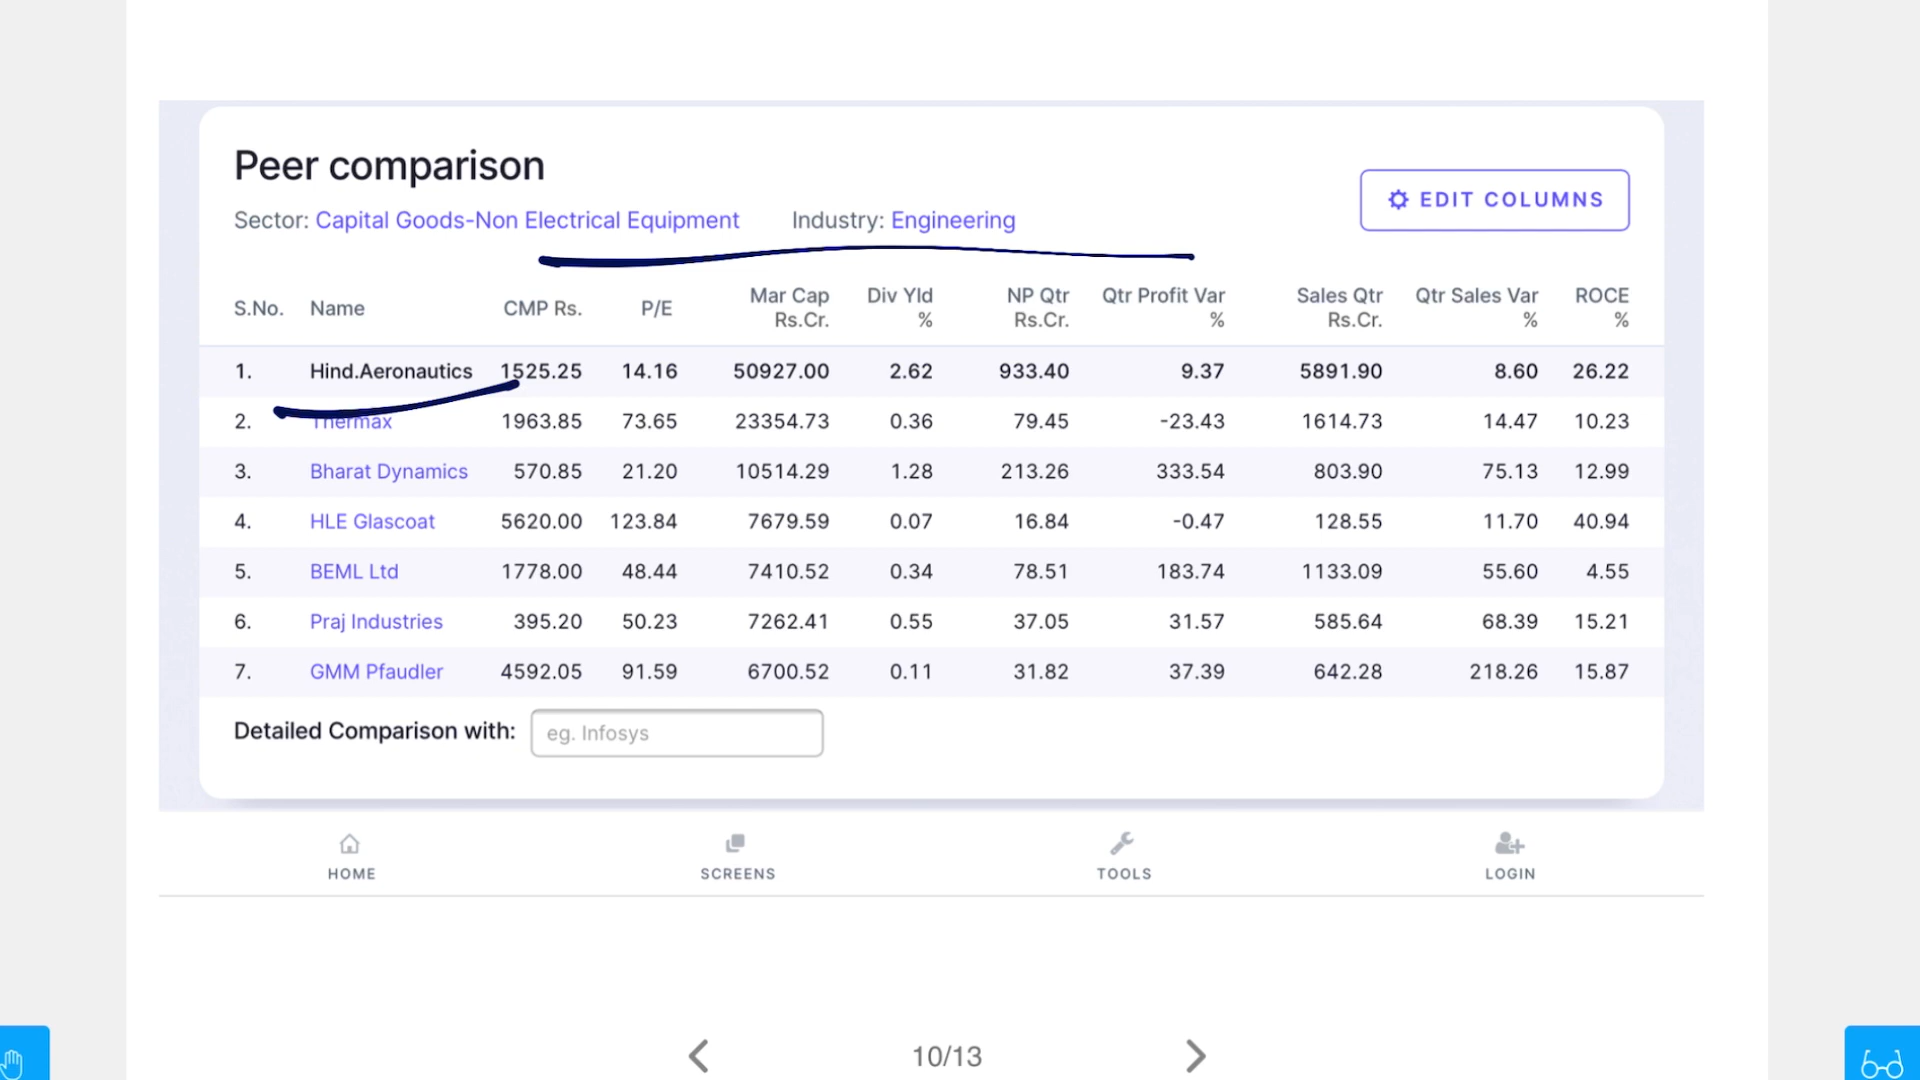 Peer comparison
Sector: Capital Goods-Non Electrical Equipment Industry: Engineering
EDIT COLUMNS
S.No. Name CMP Rs. P/E Mar Cap Rs.Cr. Div Yld % NP Qtr Rs.Cr. Qtr Profit Var % Sales Qtr Rs.Cr. Qtr Sales Var % ROCE %
1. Hind.Aeronautics 1525.25 14.16 50927.00 2.62 933.40 9.37 5891.90 8.60 26.22
2. Thermax 1963.85 73.65 23354.73 0.36 79.45 -23.43 1614.73 14.47 10.23
3. Bharat Dynamics 570.85 21.20 10514.29 1.28 213.26 333.54 803.90 75.13 12.99
4. HLE Glascoat 5620.00 123.84 7679.59 0.07 16.84 -0.47 128.55 11.70 40.94
5. BEML Ltd 1778.00 48.44 7410.52 0.34 78.51 183.74 1133.09 55.60 4.55
6. Praj Industries 395.20 50.23 7262.41 0.55 37.05 31.57 585.64 68.39 15.21
7. GMM Pfaudler 4592.05 91.59 6700.52 0.11 31.82 37.39 642.28 218.26 15.87
Detailed Comparison with: eg. Infosys
HOME SCREENS TOOLS LOGIN
10/13